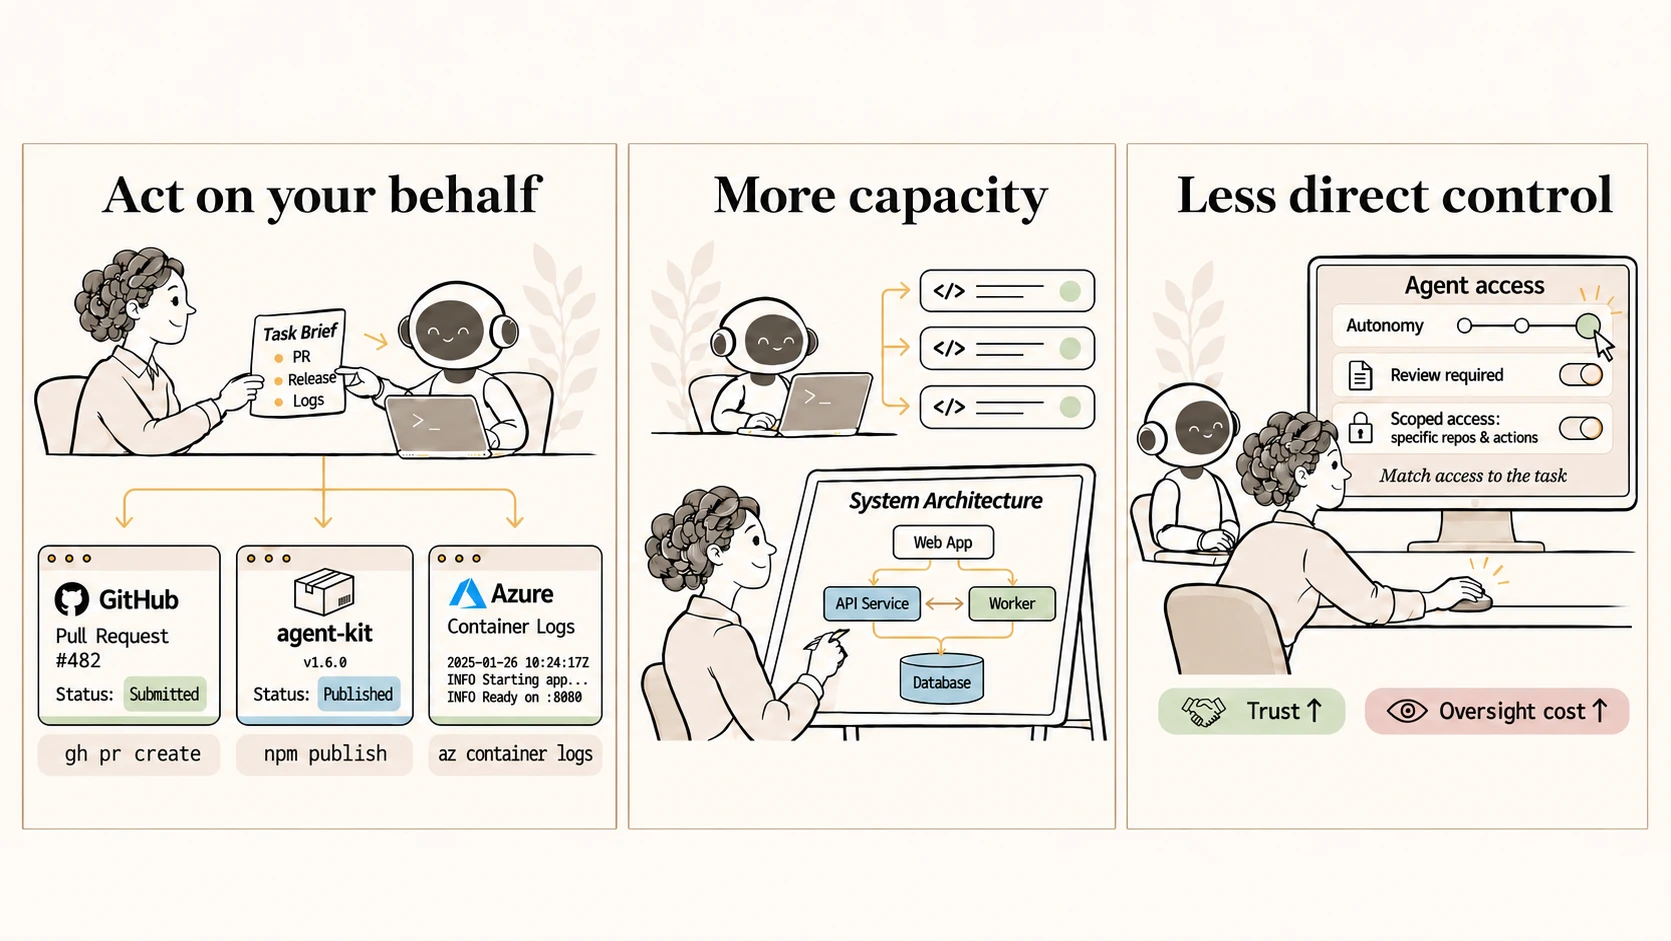 Act on your behalf
Task Brief
PR
Release
Logs
>_
GitHub
Pull Request
#482
Status: Submitted
gh pr create
agent-kit
v1.6.0
Status: Published
npm publish
Azure
Container Logs
2025-01-26 10:24:17Z
INFO Starting app...
INFO Ready on :8080
az container logs
More capacity
>_
</>
</>
</>
System Architecture
Web App
API Service
Worker
Database
Less direct control
Agent access
Autonomy
Review required
Scoped access:
specific repos & actions
Match access to the task
Trust ↑
Oversight cost ↑